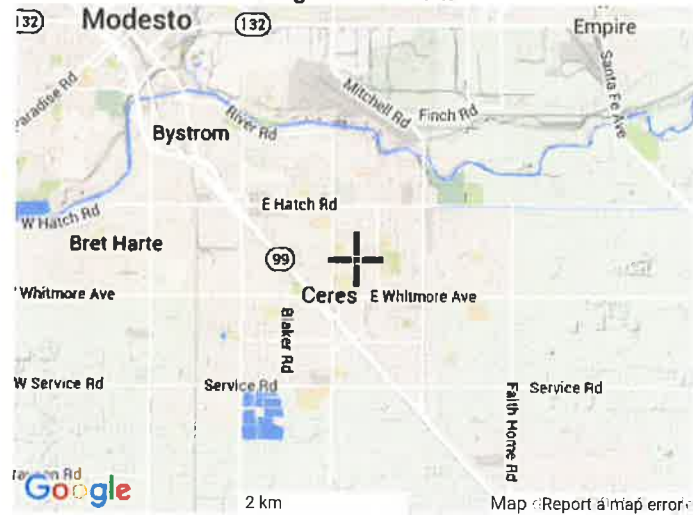 132
Modesto
132
Empire
Paradise Rd
Mitchell Rd
Finch Rd
Santa Fe Ave
Bystrom
River Rd
E Hatch Rd
W Hatch Rd
Bret Harte
99
Whitmore Ave
Ceres
E Whitmore Ave
Blaker Rd
W Service Rd
Service Rd
Faith Home Rd
Service Rd
Rd
Google
2 km
Map
Report a map error